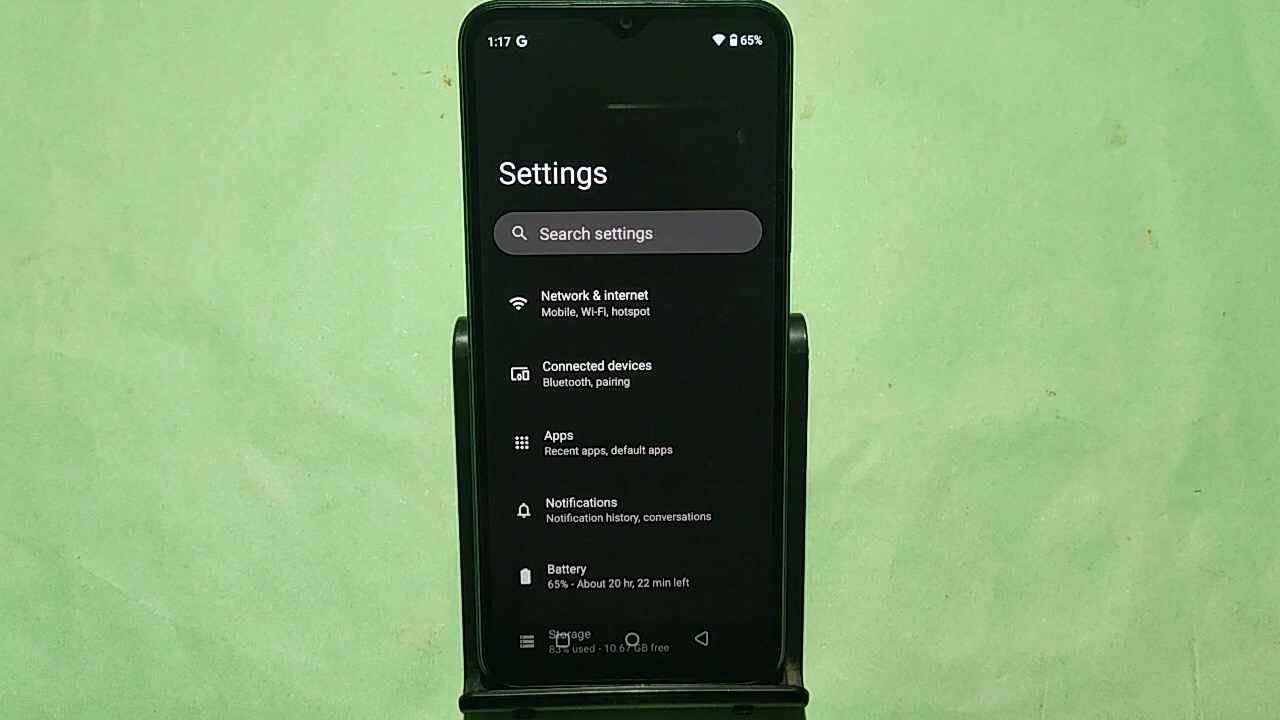 1:17 G 65%
Settings
Search settings
Network & internet
Mobile, Wi-Fi, hotspot
Connected devices
Bluetooth, pairing
Apps
Recent apps, default apps
Notifications
Notification history, conversations
Battery
65% - About 20 hr, 22 min left
Storage
83% used - 10.67 GB free